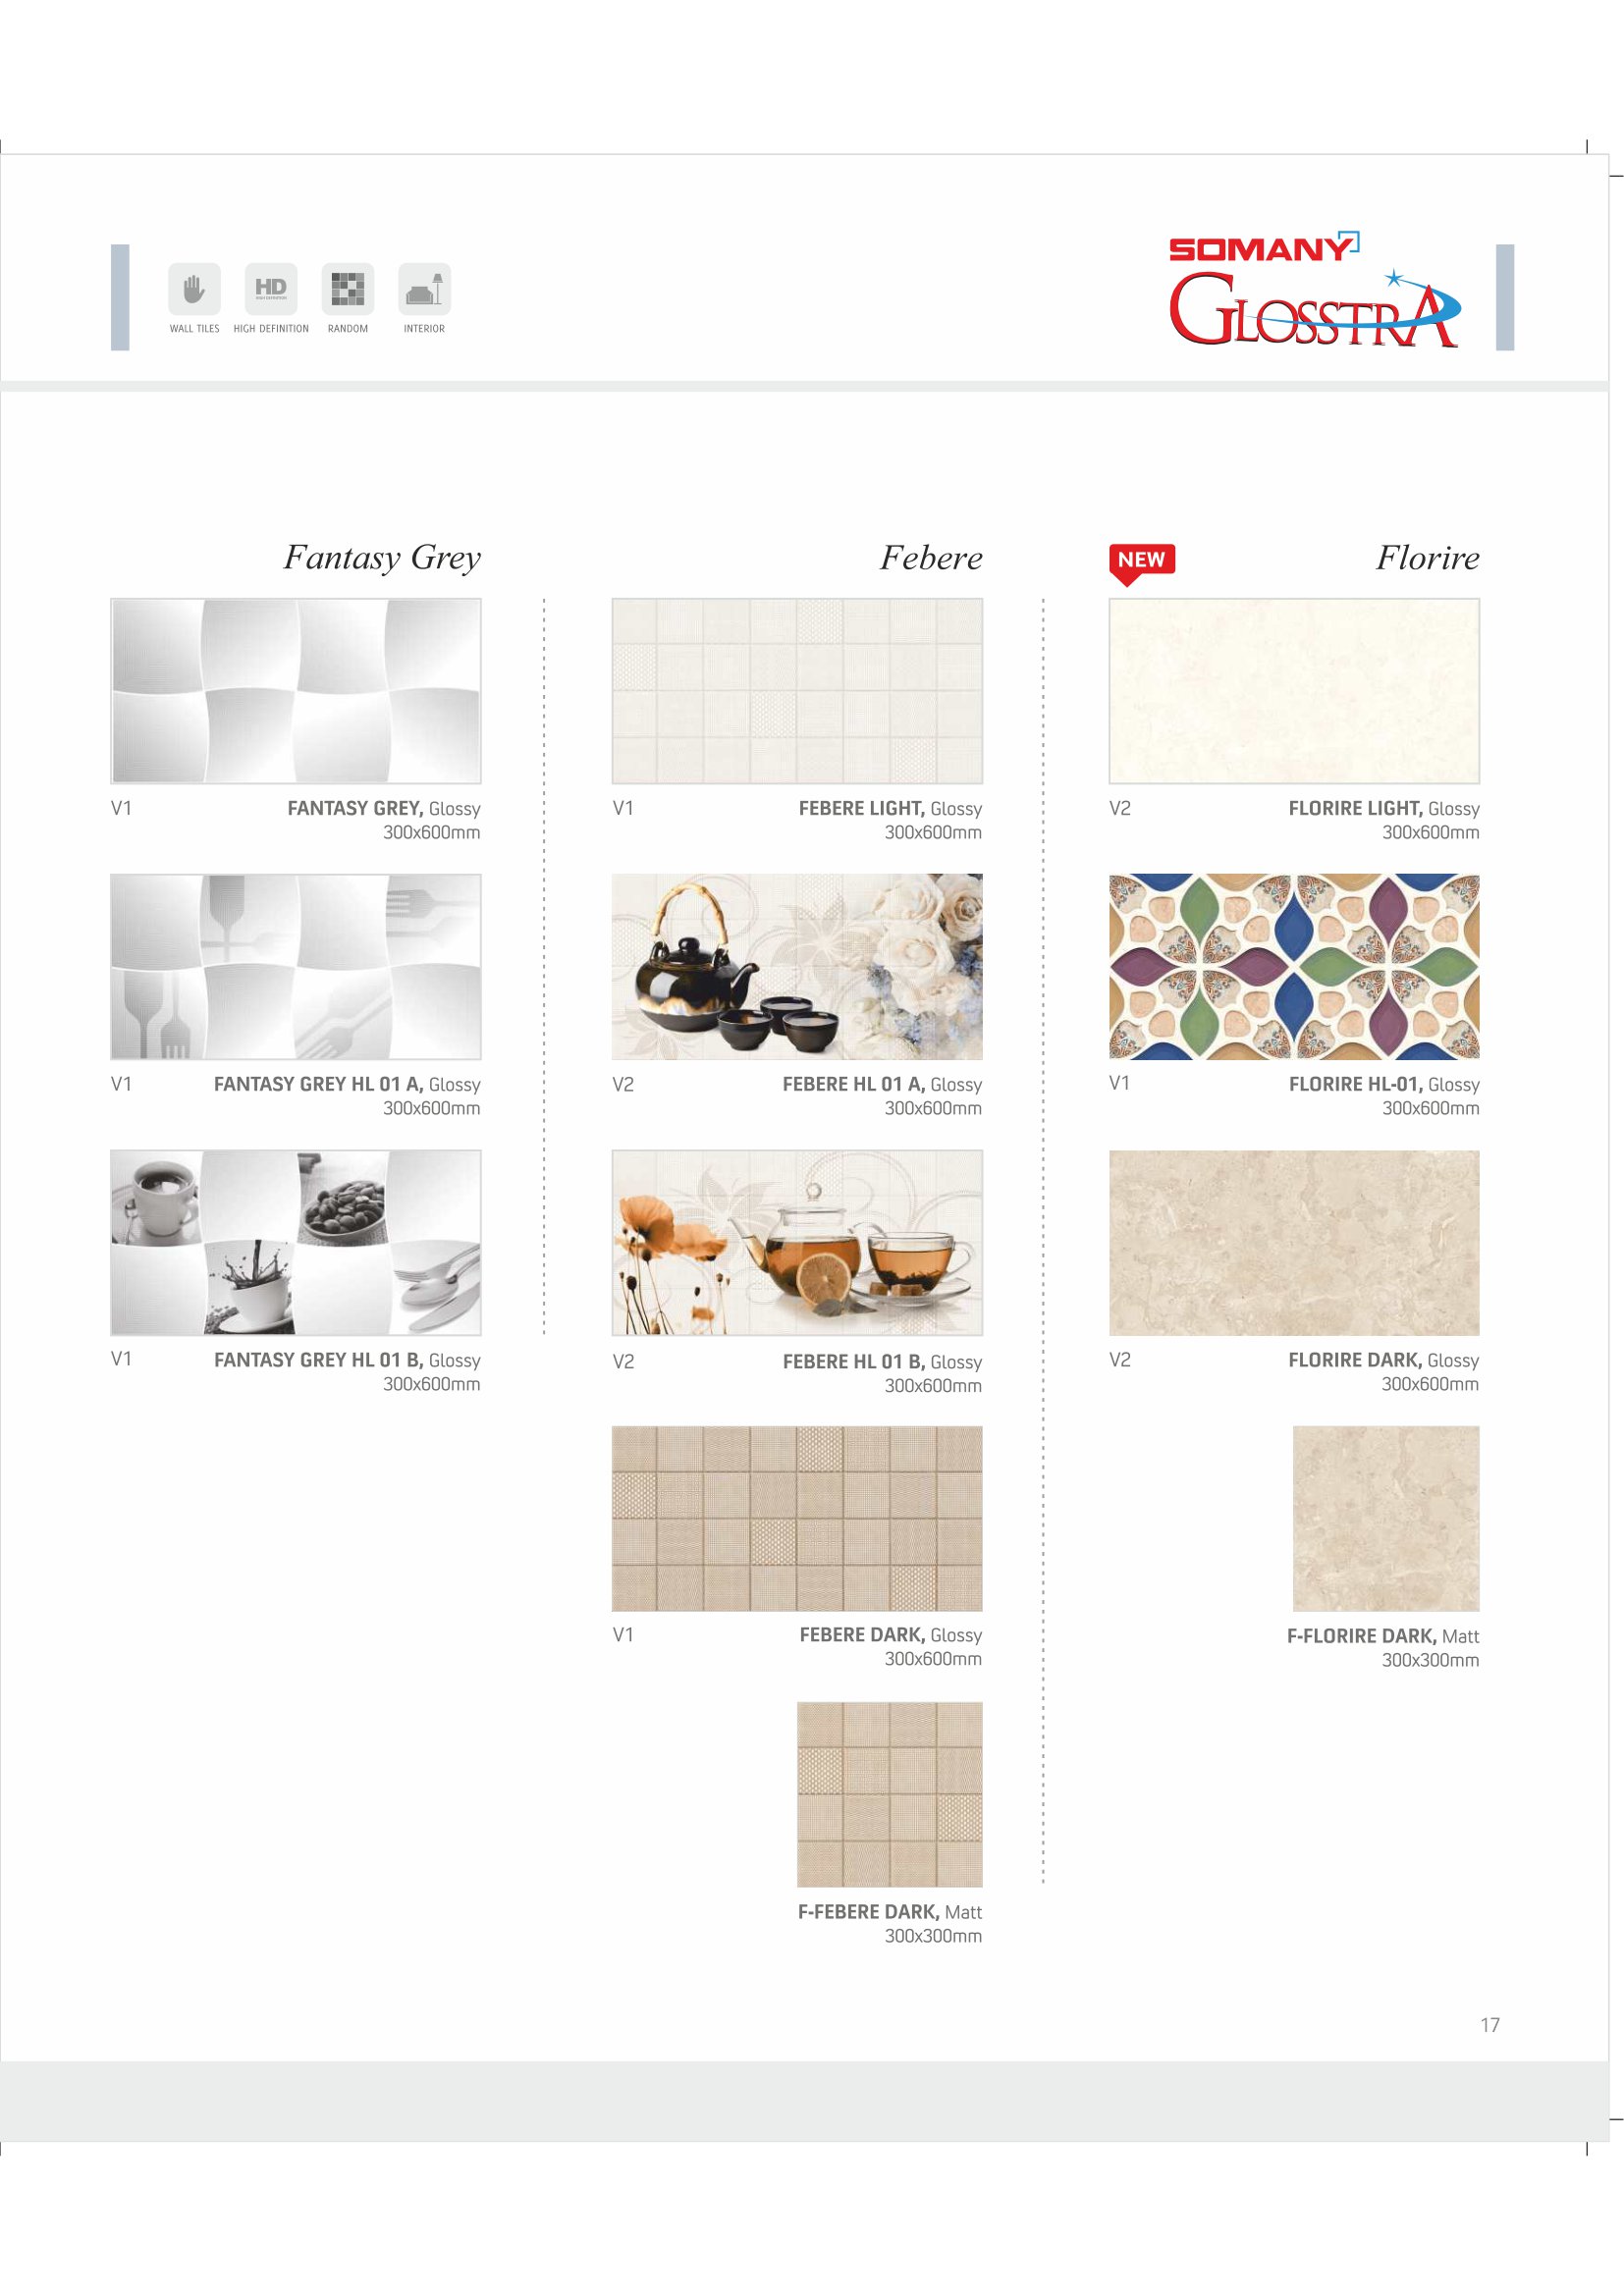 WALL TILES
HD
HIGH DEFINITION
HIGH DEFINITION
RANDOM
INTERIOR
SOMANY
GLOSSTRA
Fantasy Grey
V1 FANTASY GREY, Glossy
300x600mm
V1 FANTASY GREY HL 01 A, Glossy
300x600mm
V1 FANTASY GREY HL 01 B, Glossy
300x600mm
Febere
V1 FEBERE LIGHT, Glossy
300x600mm
V2 FEBERE HL 01 A, Glossy
300x600mm
V2 FEBERE HL 01 B, Glossy
300x600mm
V1 FEBERE DARK, Glossy
300x600mm
F-FEBERE DARK, Matt
300x300mm
NEW
Florire
V2 FLORIRE LIGHT, Glossy
300x600mm
V1 FLORIRE HL-01, Glossy
300x600mm
V2 FLORIRE DARK, Glossy
300x600mm
F-FLORIRE DARK, Matt
300x300mm
17